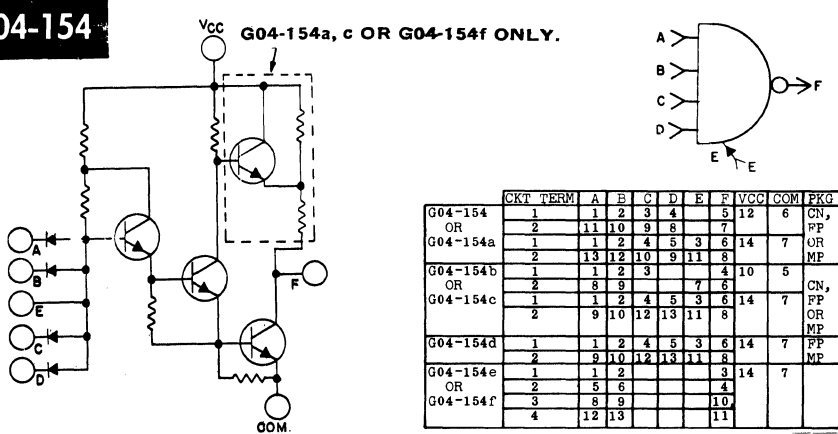 04-154
VCC
G04-154a, c OR G04-154f ONLY.
A
B
E
C
D
F
COM.
A
B
C
D
E
E
F
CKT TERM A B C D E F VCC COM PKG
G04-154 1 1 2 3 4 5 12 6 CN,
OR 2 11 10 9 8 7 FP
G04-154a 1 1 2 4 5 3 6 14 7 OR
2 13 12 10 9 11 8 MP
G04-154b 1 1 2 3 4 10 5
OR 2 8 9 7 6 CN,
G04-154c 1 1 2 4 5 3 6 14 7 FP
2 9 10 12 13 11 8 OR
MP
G04-154d 1 1 2 4 5 3 6 14 7 FP
2 9 10 12 13 11 8 MP
G04-154e 1 1 2 3 14 7
OR 2 5 6 4
G04-154f 3 8 9 10
4 12 13 11